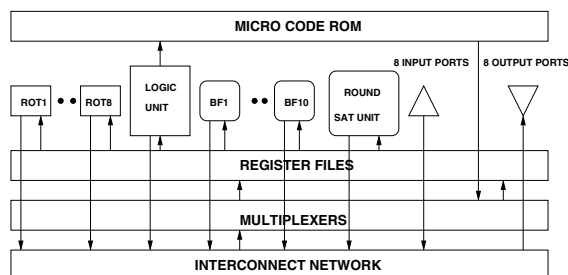 MICRO CODE ROM
8 INPUT PORTS
8 OUTPUT PORTS
ROT1
ROT8
LOGIC
UNIT
BF1
BF10
ROUND
SAT UNIT
REGISTER FILES
MULTIPLEXERS
INTERCONNECT NETWORK